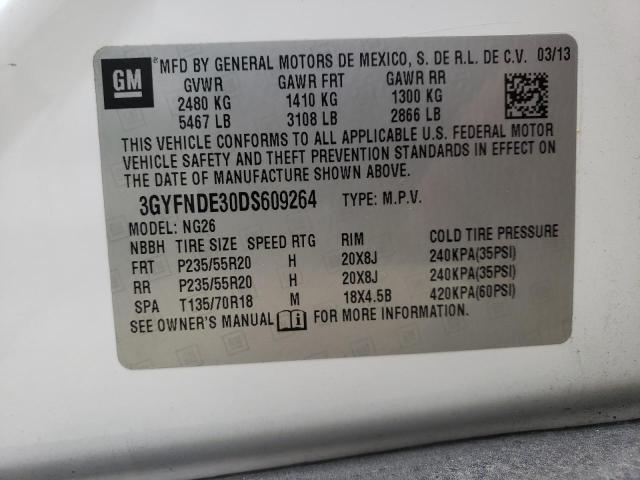 GM MFD BY GENERAL MOTORS DE MEXICO, S. DE R.L. DE C.V. 03/13
GVWR GAWR FRT GAWR RR
2480 KG 1410 KG 1300 KG
5467 LB 3108 LB 2866 LB
THIS VEHICLE CONFORMS TO ALL APPLICABLE U.S. FEDERAL MOTOR
VEHICLE SAFETY AND THEFT PREVENTION STANDARDS IN EFFECT ON
THE DATE OF MANUFACTURE SHOWN ABOVE.
3GYFNDE30DS609264 TYPE: M.P.V.
MODEL: NG26
NBBH TIRE SIZE SPEED RTG RIM COLD TIRE PRESSURE
FRT P235/55R20 H 20X8J 240KPA(35PSI)
RR P235/55R20 H 20X8J 240KPA(35PSI)
SPA T135/70R18 M 18X4.5B 420KPA(60PSI)
SEE OWNER'S MANUAL i FOR MORE INFORMATION.